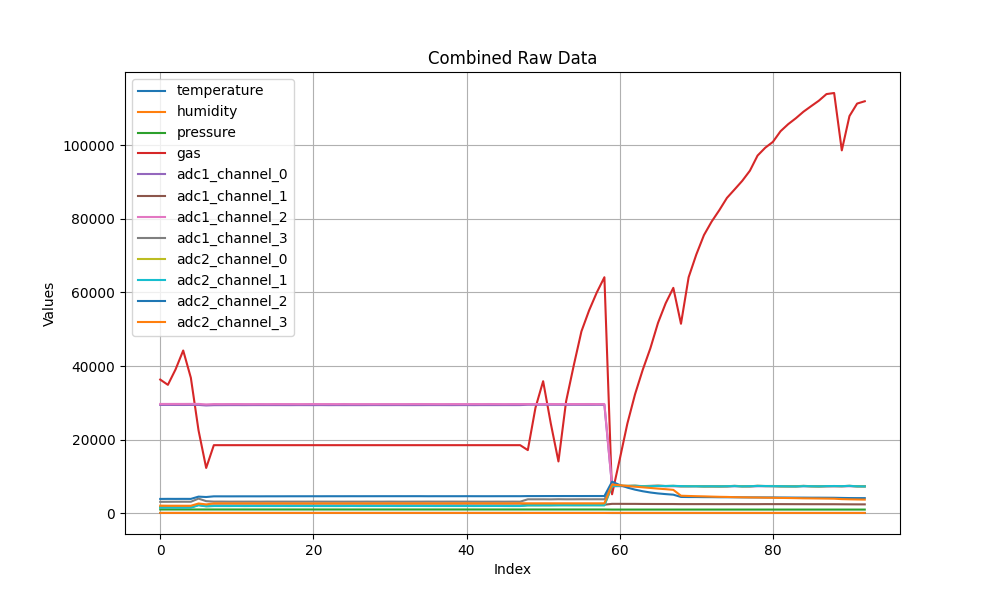 Combined Raw Data
temperature
humidity
pressure
gas
adc1_channel_0
adc1_channel_1
adc1_channel_2
adc1_channel_3
adc2_channel_0
adc2_channel_1
adc2_channel_2
adc2_channel_3
Values
100000
80000
60000
40000
20000
0
0 20 40 60 80
Index